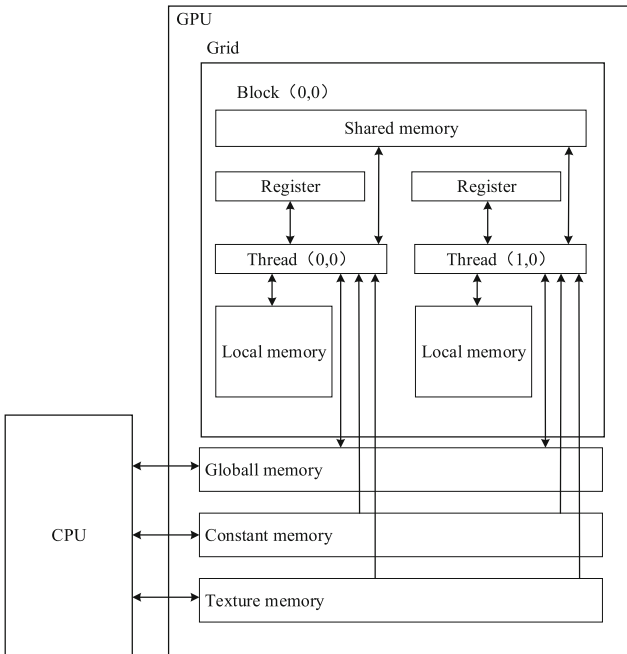 GPU
Grid
Block（0,0）
Shared memory
Register
Register
Thread（0,0）
Thread（1,0）
Local memory
Local memory
Globall memory
CPU
Constant memory
Texture memory